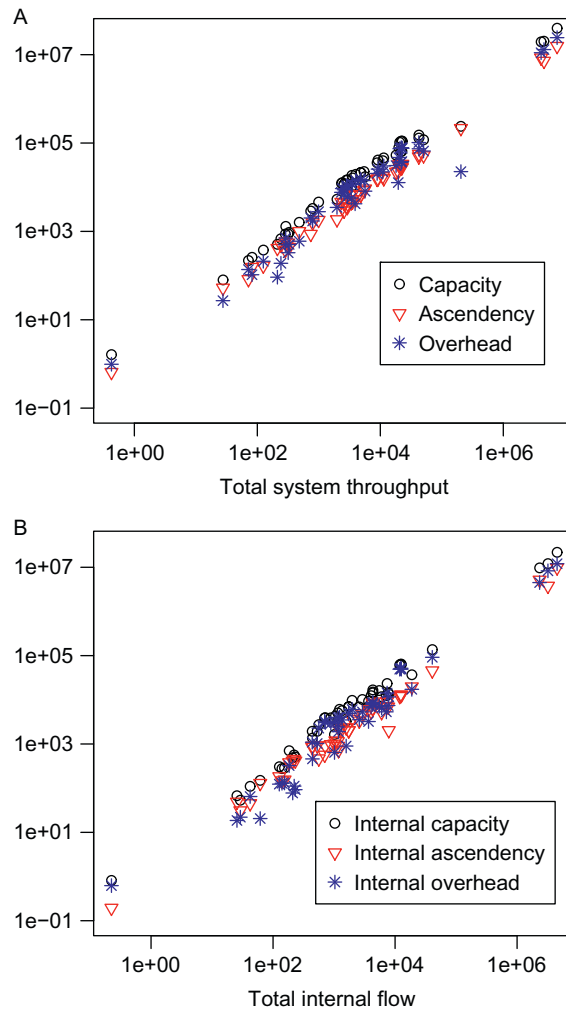 A
1e+07
1e+05
1e+03
1e+01
1e−01
Capacity
Ascendency
Overhead
1e+00 1e+02 1e+04 1e+06
Total system throughput
B
1e+07
1e+05
1e+03
1e+01
1e−01
Internal capacity
Internal ascendency
Internal overhead
1e+00 1e+02 1e+04 1e+06
Total internal flow